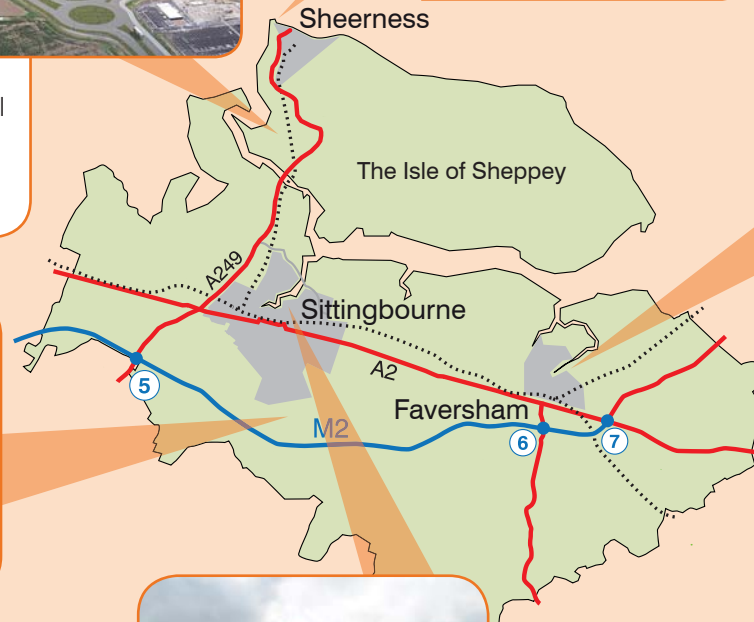 Sheerness
The Isle of Sheppey
A249
Sittingbourne
A2
5
Faversham
M2
6
7